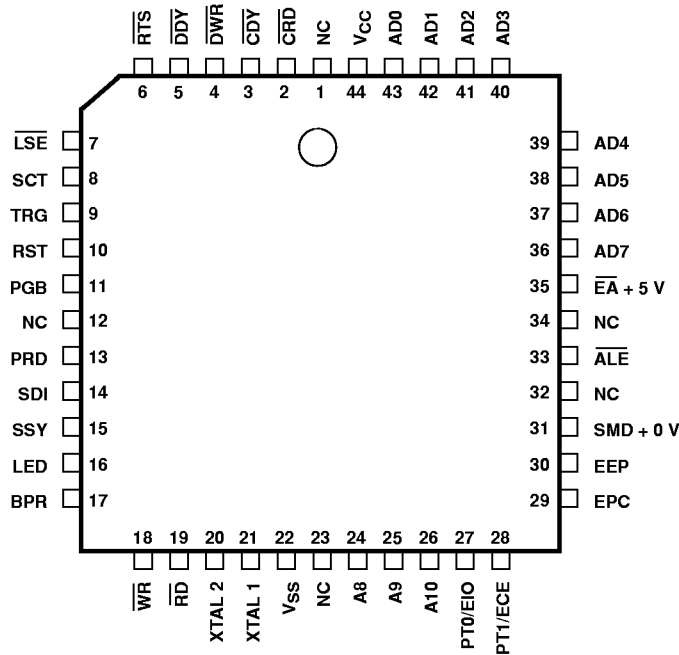 RTS DDY DWR CDY CRD NC VCC AD0 AD1 AD2 AD3
6 5 4 3 2 1 44 43 42 41 40
LSE 7 39 AD4
SCT 8 38 AD5
TRG 9 37 AD6
RST 10 36 AD7
PGB 11 35 EA + 5 V
NC 12 34 NC
PRD 13 33 ALE
SDI 14 32 NC
SSY 15 31 SMD + 0 V
LED 16 30 EEP
BPR 17 29 EPC
18 19 20 21 22 23 24 25 26 27 28
WR RD XTAL 2 XTAL 1 VSS NC A8 A9 A10 PT0/EIO PT1/ECE